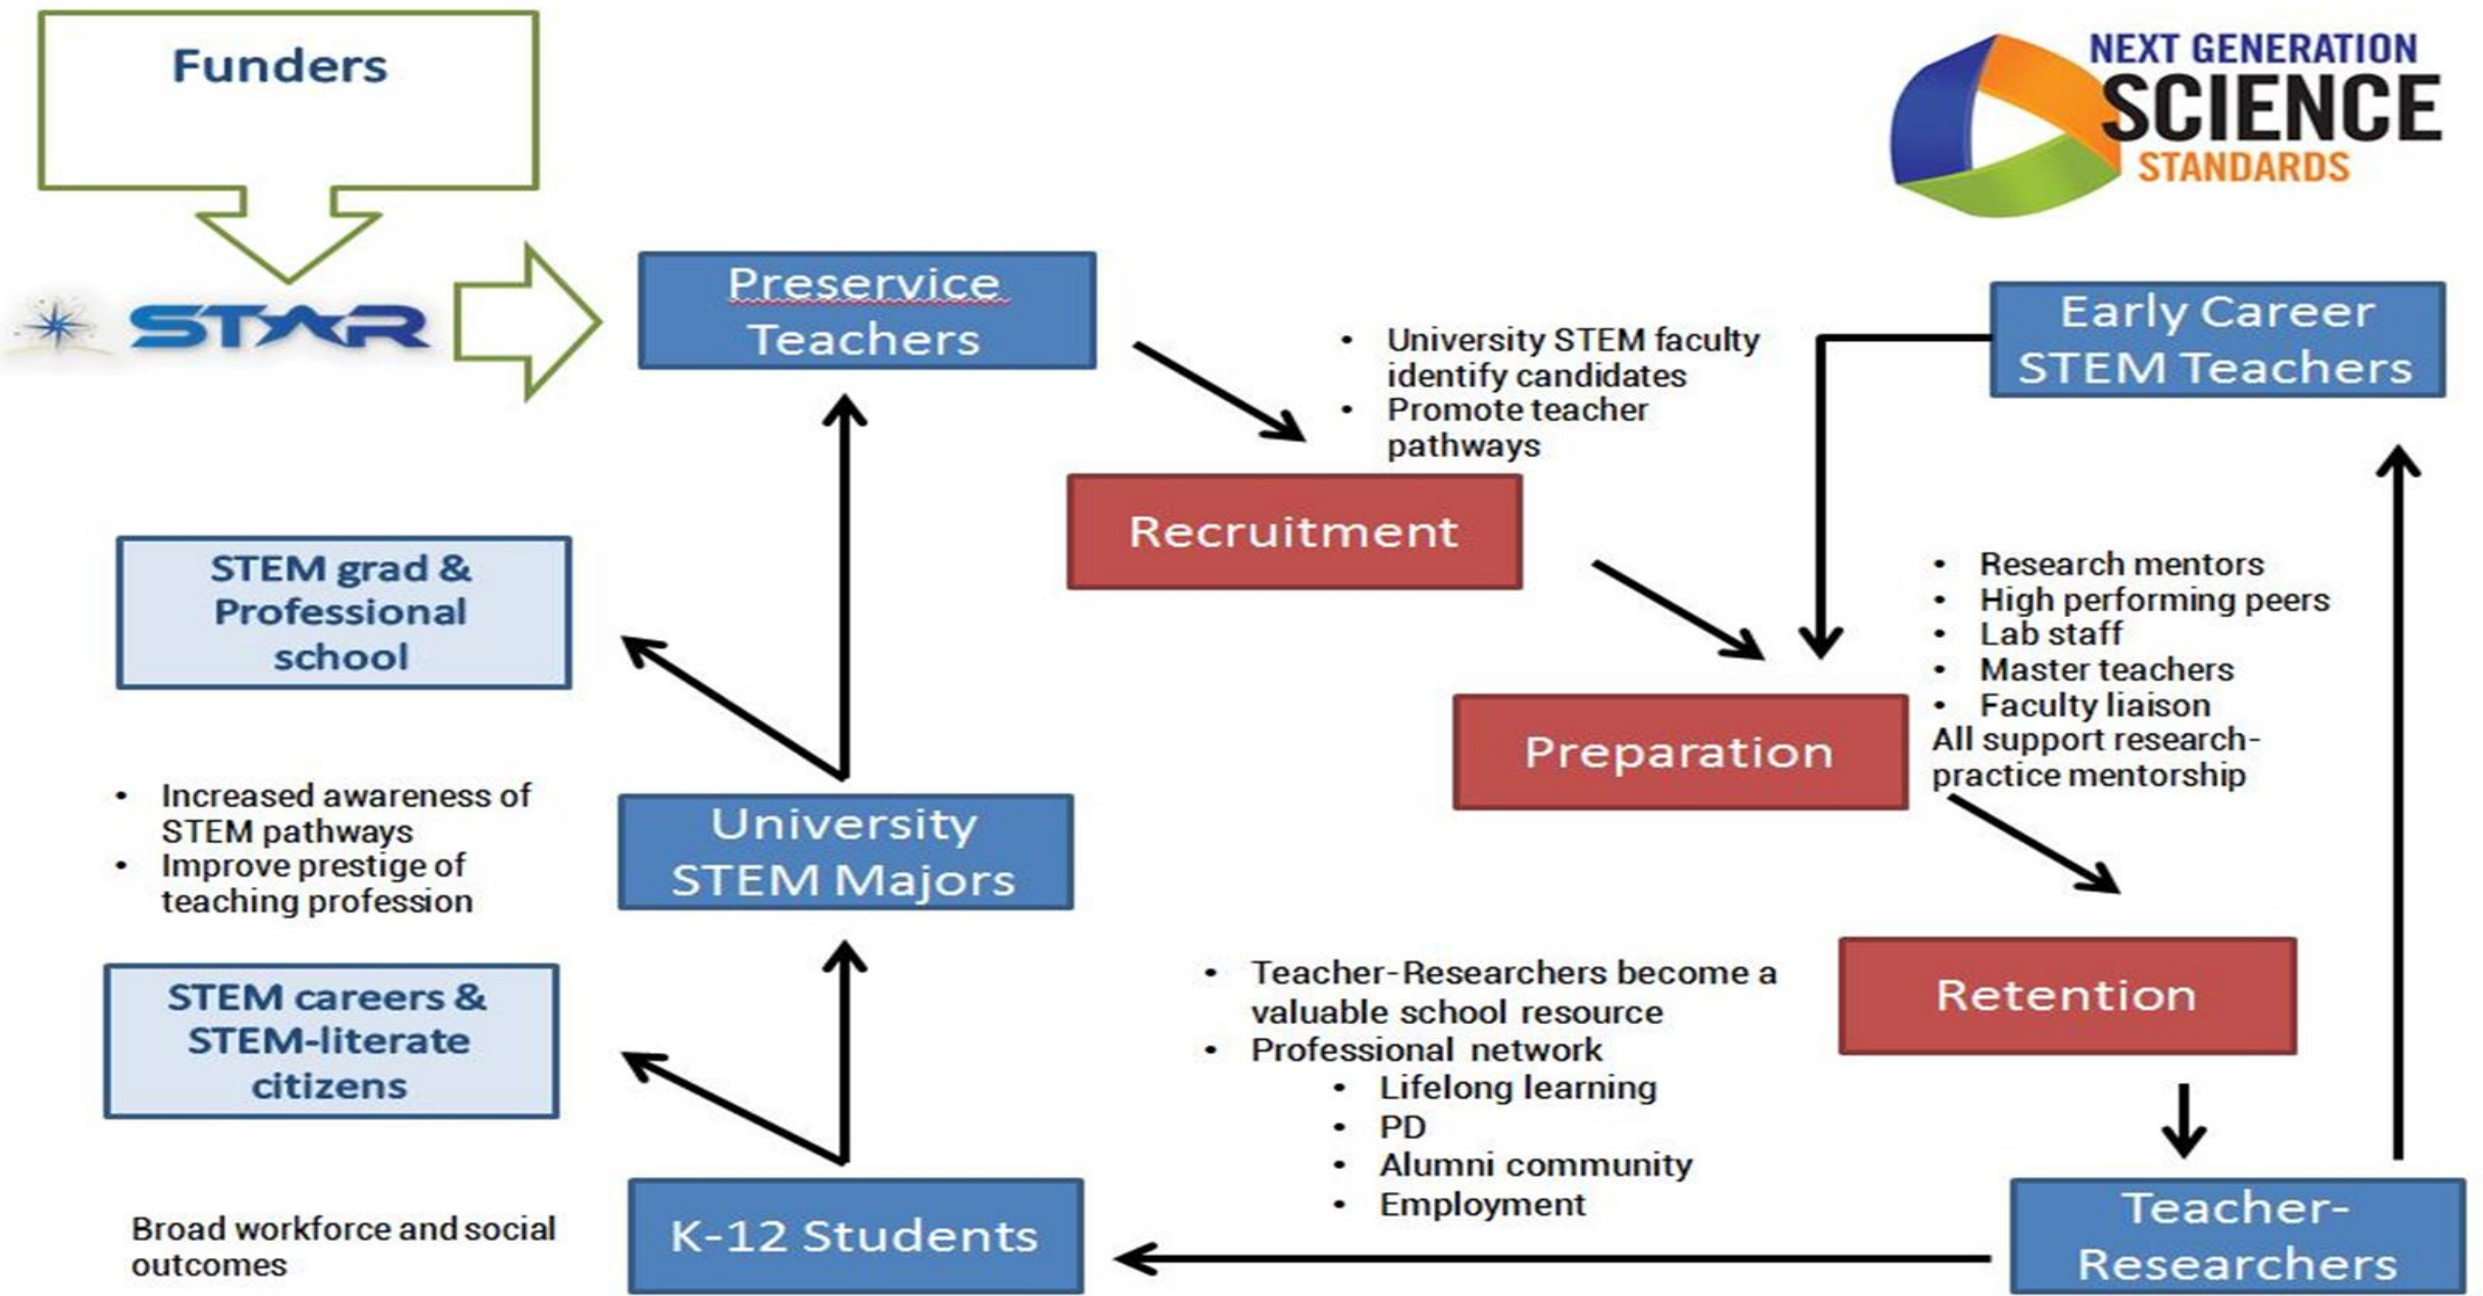 Funders
NEXT GENERATION
SCIENCE
STANDARDS
STAR
Preservice
Teachers
Early Career
STEM Teachers
• University STEM faculty
identify candidates
• Promote teacher
pathways
Recruitment
STEM grad &
Professional
school
• Research mentors
• High performing peers
• Lab staff
• Master teachers
• Faculty liaison
All support research-
practice mentorship
Preparation
• Increased awareness of
STEM pathways
• Improve prestige of
teaching profession
University
STEM Majors
Retention
STEM careers &
STEM-literate
citizens
• Teacher-Researchers become a
valuable school resource
• Professional network
• Lifelong learning
• PD
• Alumni community
• Employment
Broad workforce and social
outcomes
K-12 Students
Teacher-
Researchers